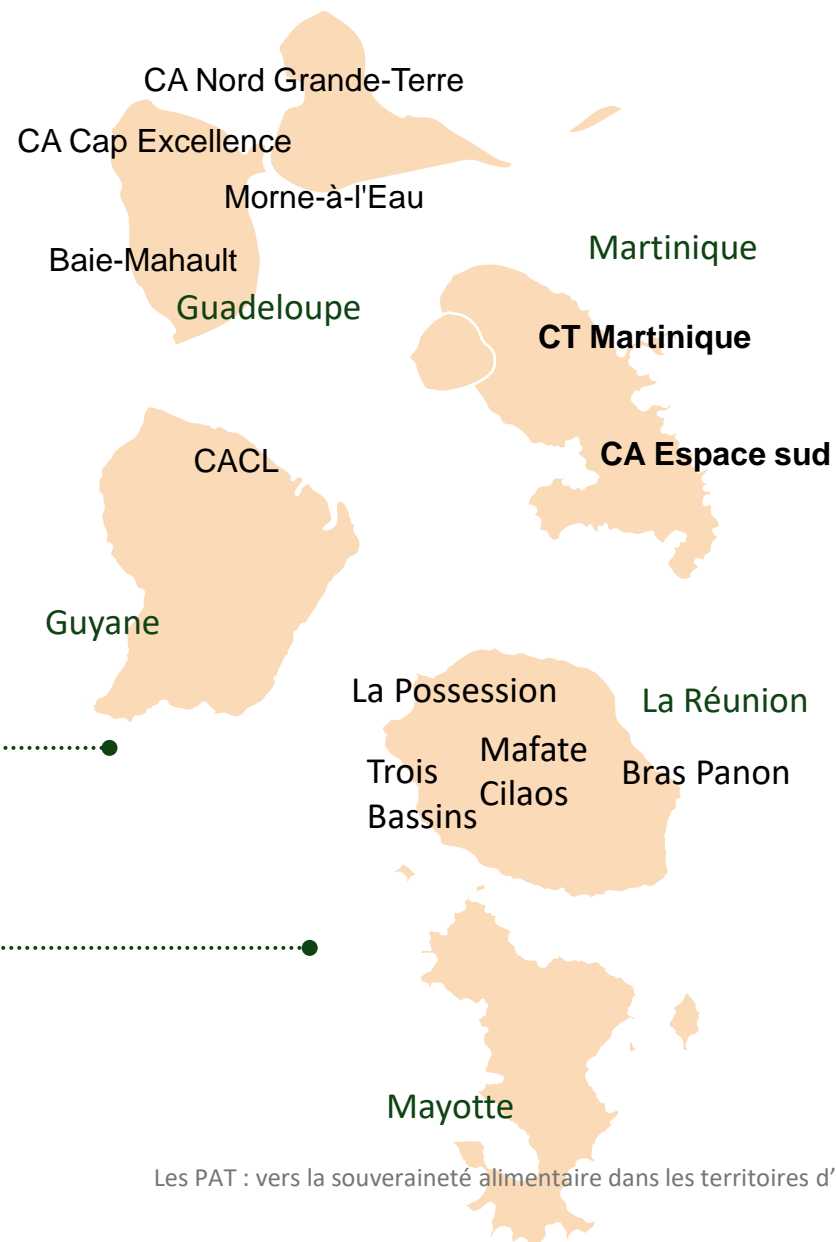 CA Nord Grande-Terre
CA Cap Excellence
Morne-à-l'Eau
Baie-Mahault
Guadeloupe
Martinique
CT Martinique
CA Espace sud
CACL
Guyane
La Possession
La Réunion
Mafate
Cilaos
Trois
Bassins
Bras Panon
Mayotte
Les PAT : vers la souveraineté alimentaire dans les territoires d’